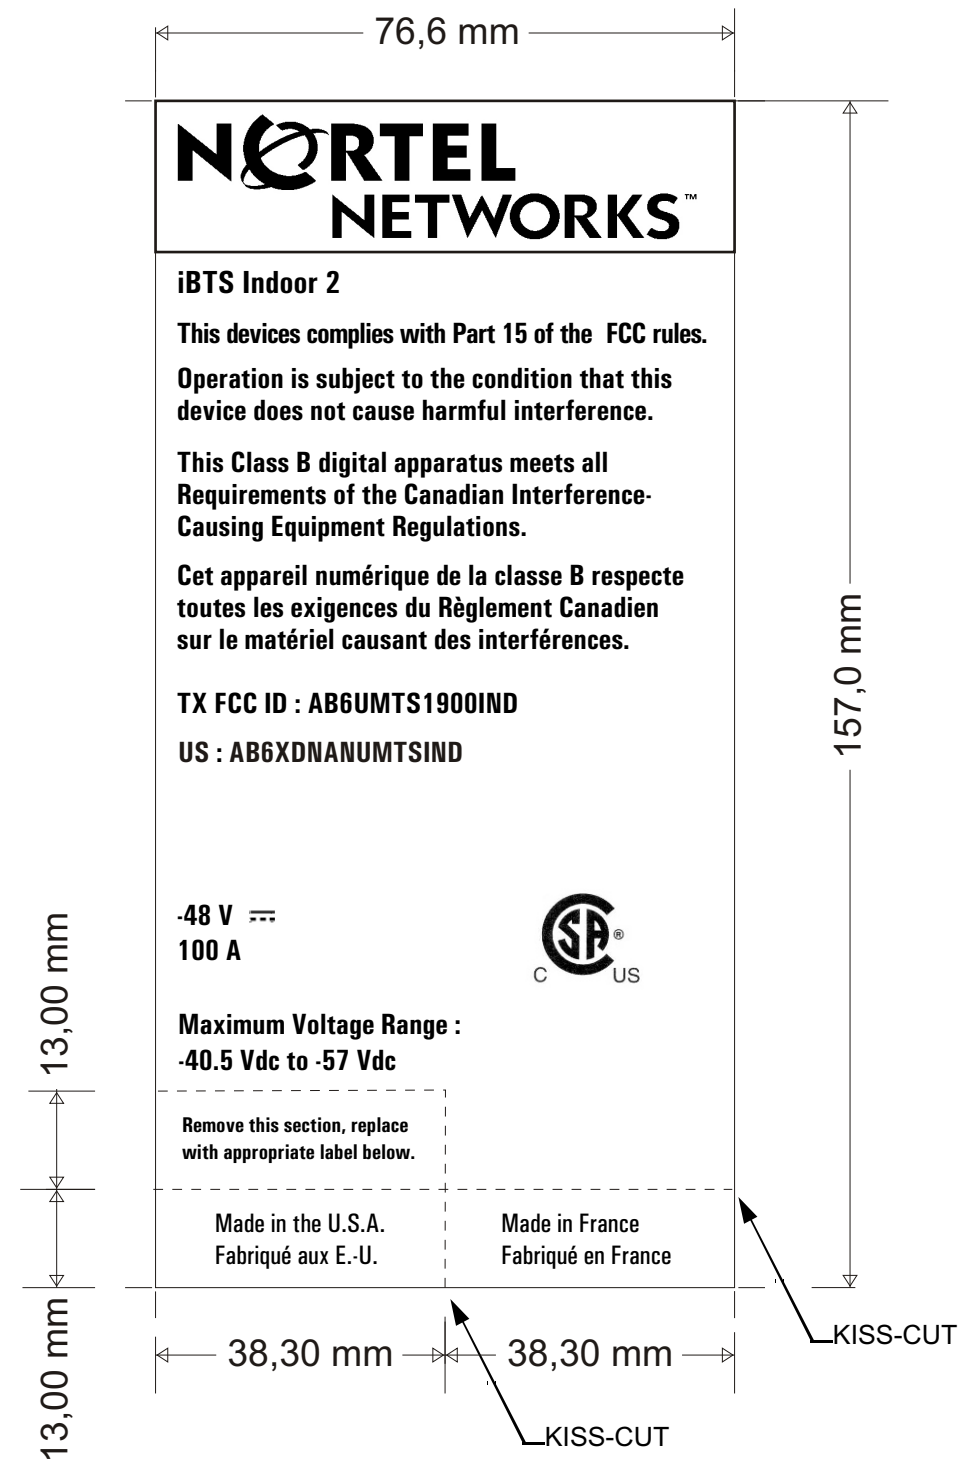 76,6 mm
NORTEL
NETWORKS™
iBTS Indoor 2
This devices complies with Part 15 of the FCC rules.
Operation is subject to the condition that this
device does not cause harmful interference.
This Class B digital apparatus meets all
Requirements of the Canadian Interference-
Causing Equipment Regulations.
Cet appareil numérique de la classe B respecte
toutes les exigences du Règlement Canadien
sur le matériel causant des interférences.
TX FCC ID : AB6UMTS1900IND
US : AB6XDNANUMTSIND
157,0 mm
-48 V
100 A
CSA ®
C US
Maximum Voltage Range :
-40.5 Vdc to -57 Vdc
13,00 mm
Remove this section, replace
with appropriate label below.
Made in the U.S.A.
Fabriqué aux E.-U.
Made in France
Fabriqué en France
13,00 mm
38,30 mm
38,30 mm
KISS-CUT
KISS-CUT